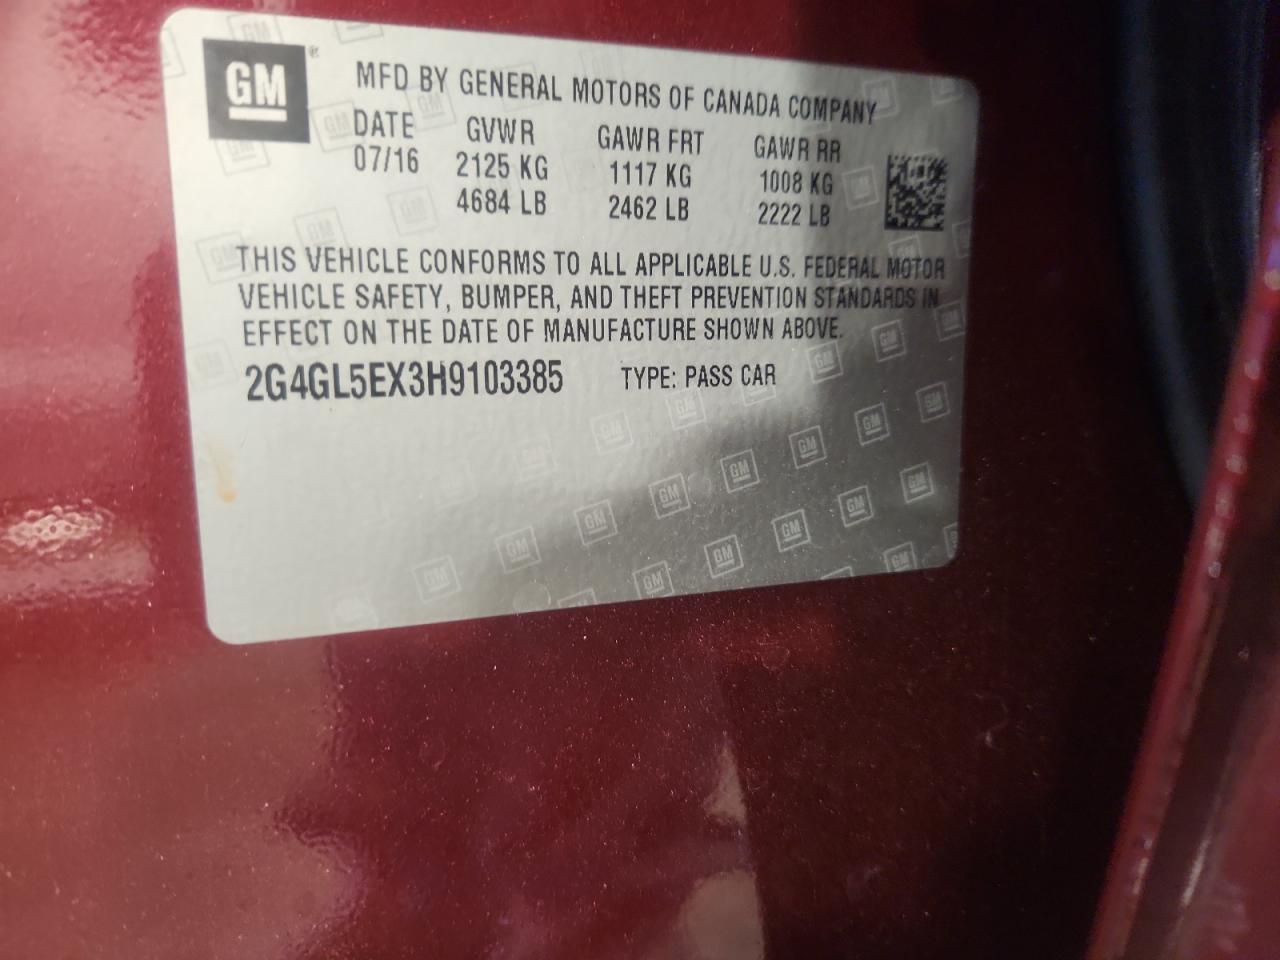 GM ®
MFD BY GENERAL MOTORS OF CANADA COMPANY
DATE GVWR GAWR FRT GAWR RR
07/16 2125 KG 1117 KG 1008 KG
4684 LB 2462 LB 2222 LB
THIS VEHICLE CONFORMS TO ALL APPLICABLE U.S. FEDERAL MOTOR
VEHICLE SAFETY, BUMPER, AND THEFT PREVENTION STANDARDS IN
EFFECT ON THE DATE OF MANUFACTURE SHOWN ABOVE.
2G4GL5EX3H9103385 TYPE: PASS CAR